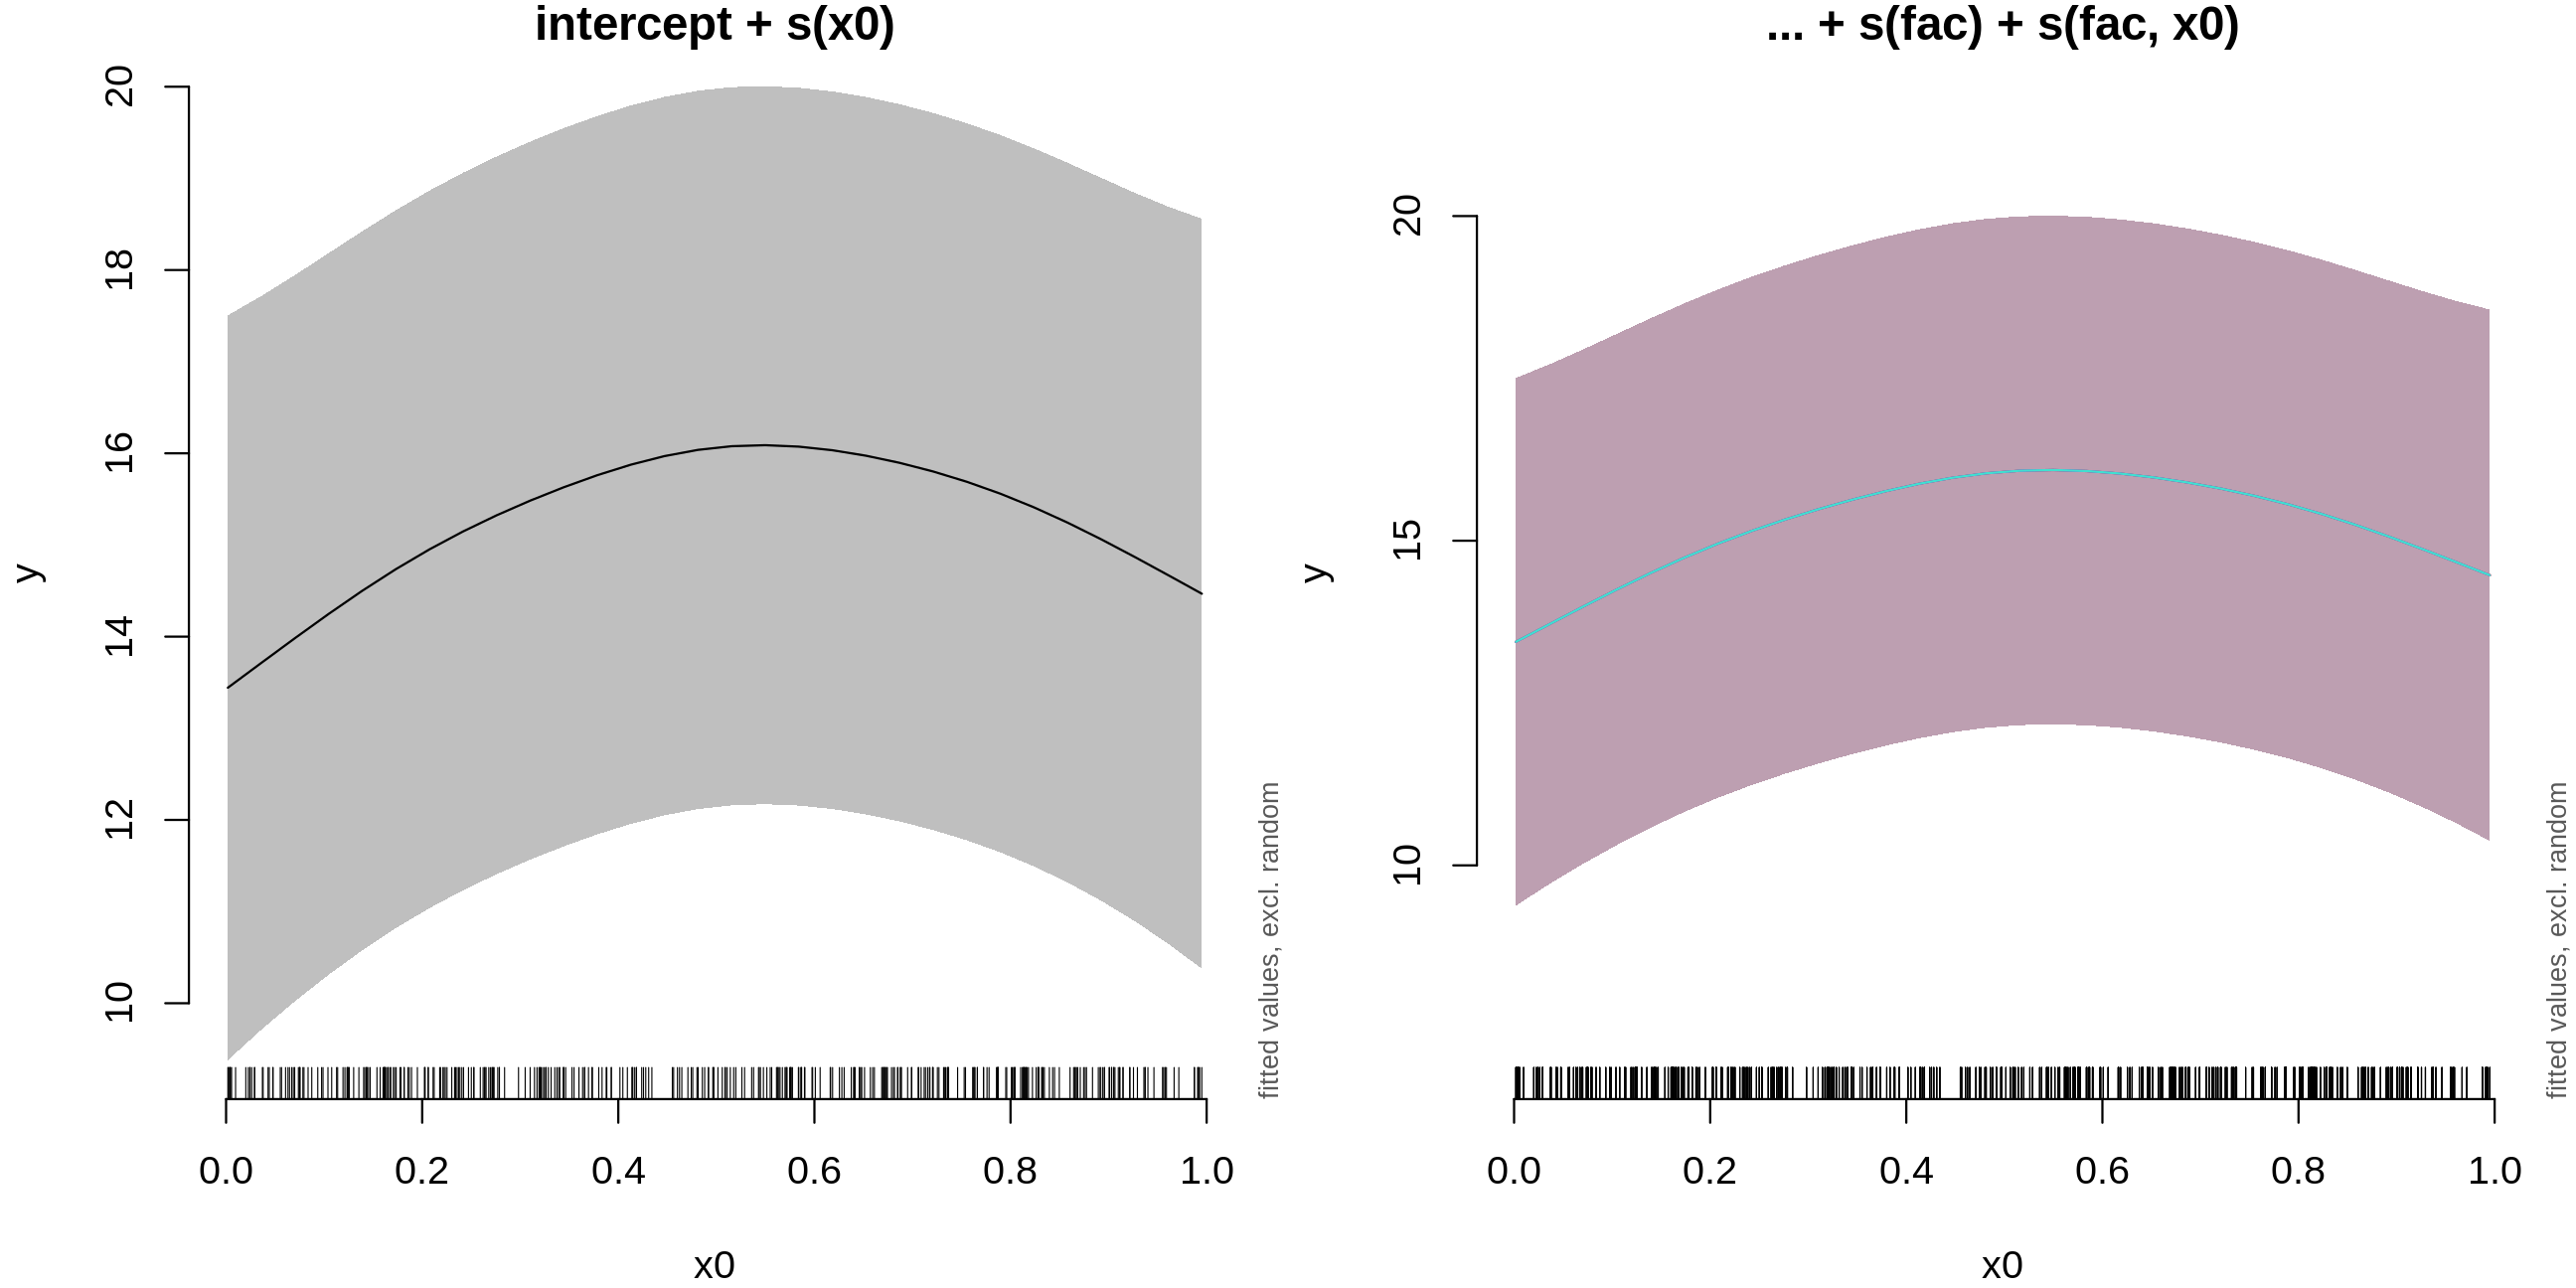 intercept + s(x0)
20
18
16
14
12
10
y
0.0 0.2 0.4 0.6 0.8 1.0
x0
fitted values, excl. random
... + s(fac) + s(fac, x0)
20
15
10
y
0.0 0.2 0.4 0.6 0.8 1.0
x0
fitted values, excl. random